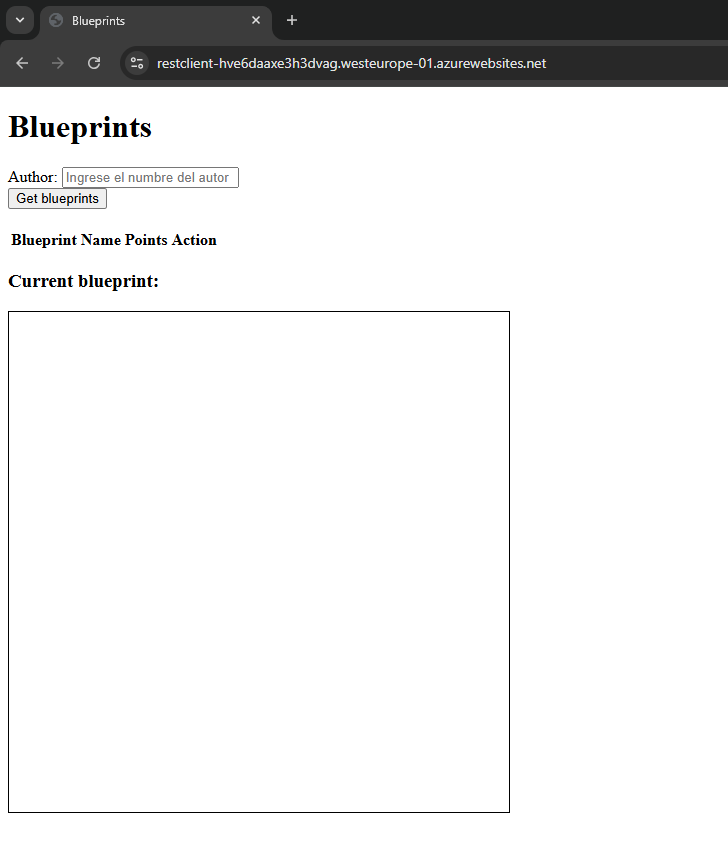 Blueprints
restclient-hve6daaxe3h3dvag.westeurope-01.azurewebsites.net
Blueprints
Author: Ingrese el numbre del autor
Get blueprints
Blueprint Name Points Action
Current blueprint: